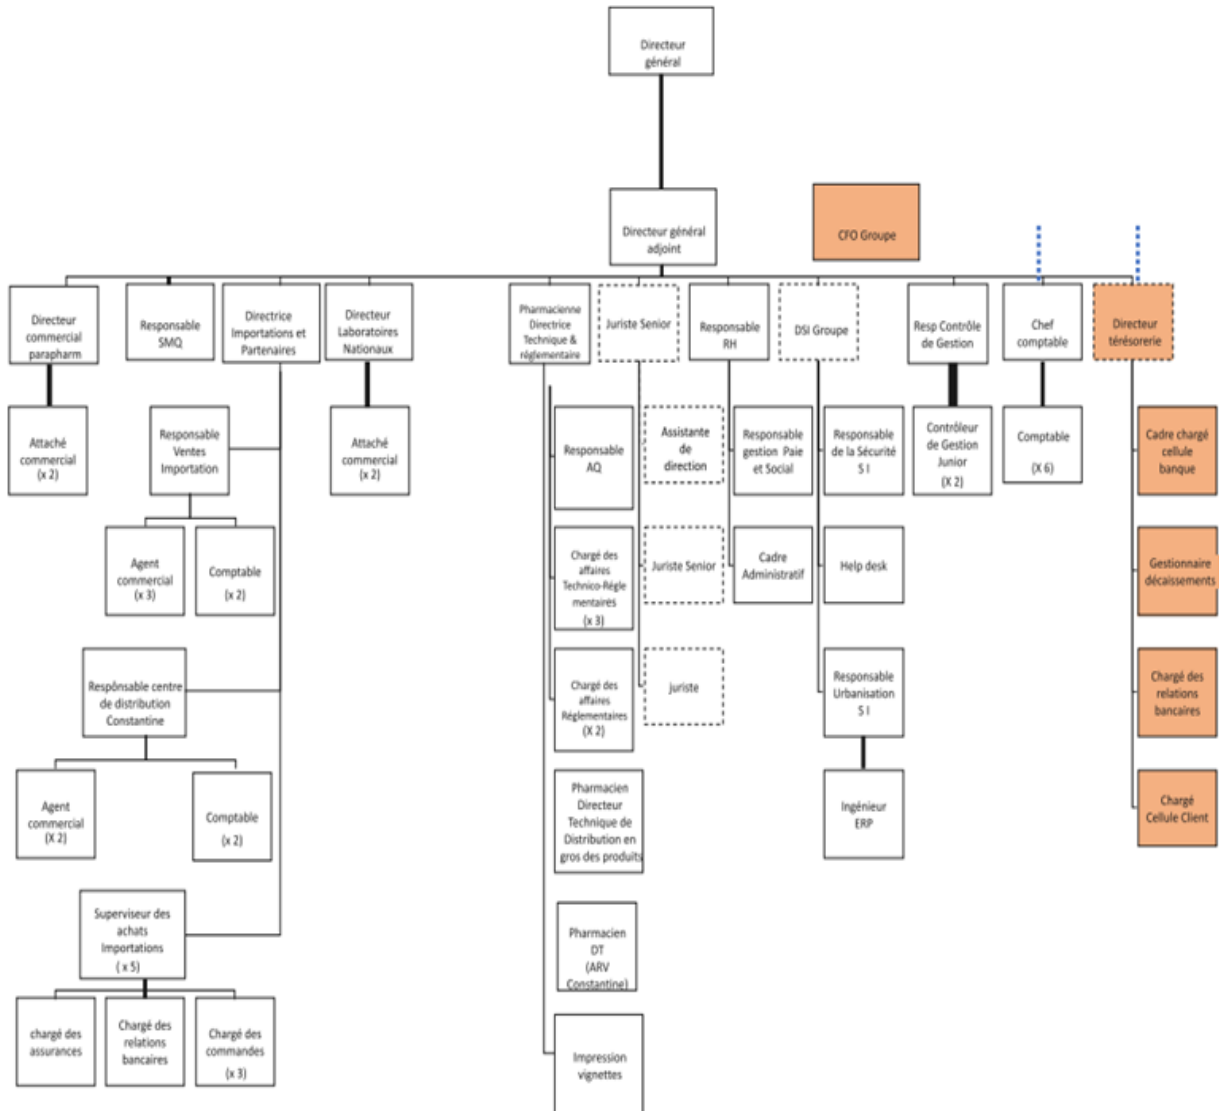 Directeur
général
Directeur général
adjoint
CFO Groupe
Directeur
commercial
parapharm
Responsable
SMQ
Directrice
Importations et
Partenaires
Directeur
Laboratoires
Nationaux
Pharmacienne
Directrice
Technique &
réglementaire
Juriste Senior
Responsable
RH
DSI Groupe
Resp Contrôle
de Gestion
Chef
comptable
Directeur
térésorerie
Attaché
commercial
(x 2)
Responsable
Ventes
Importation
Attaché
commercial
(x 2)
Responsable
AQ
Assistante
de
direction
Responsable
gestion Paie
et Social
Responsable
de la Sécurité
S I
Contrôleur
de Gestion
Junior
(X 2)
Comptable
(X 6)
Cadre chargé
cellule
banque
Agent
commercial
(x 3)
Comptable
(x 2)
Chargé des
affaires
Technico-Régle
mentaires
(x 3)
Juriste Senior
Cadre
Administratif
Help desk
Gestionnaire
décaissements
Respônsable centre
de distribution
Constantine
Chargé des
affaires
Réglementaires
(X 2)
juriste
Responsable
Urbanisation
S I
Chargé des
relations
bancaires
Agent
commercial
(X 2)
Comptable
(x 2)
Pharmacien
Directeur
Technique de
Distribution en
gros des produits
Ingénieur
ERP
Chargé
Cellule Client
Superviseur des
achats
Importations
( x 5)
Pharmacien
DT
(ARV
Constantine)
chargé des
assurances
Chargé des
relations
bancaires
Chargé des
commandes
(x 3)
Impression
vignettes